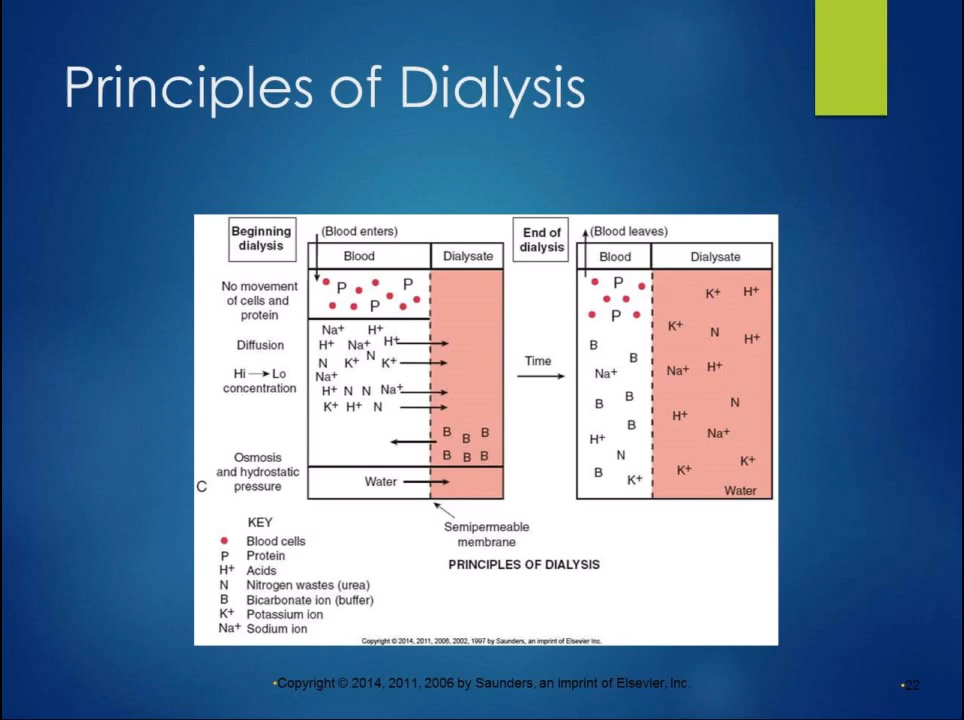 Principles of Dialysis
Beginning
dialysis
(Blood enters)
Blood
Dialysate
End of
dialysis
(Blood leaves)
Blood
Dialysate
No movement
of cells and
protein
P P
P
Diffusion
Hi → Lo
concentration
Na+ H+
H+ Na+ H+
N K+ N K+
Na+
H+ N N Na+
K+ H+ N
B B B
B B B
Osmosis
and hydrostatic
pressure
Water
C
Time
P
P
B
B
Na+
B
B
B
H+
N
B
K+
K+ H+
K+ N H+
Na+ H+
N
H+
Na+
K+
K+
Water
Semipermeable
membrane
PRINCIPLES OF DIALYSIS
KEY
Blood cells
P Protein
H+ Acids
N Nitrogen wastes (urea)
B Bicarbonate ion (buffer)
K+ Potassium ion
Na+ Sodium ion
Copyright © 2014, 2011, 2006, 2002, 1997 by Saunders, an imprint of Elsevier Inc.
•Copyright © 2014, 2011, 2006 by Saunders, an imprint of Elsevier, Inc.
•22